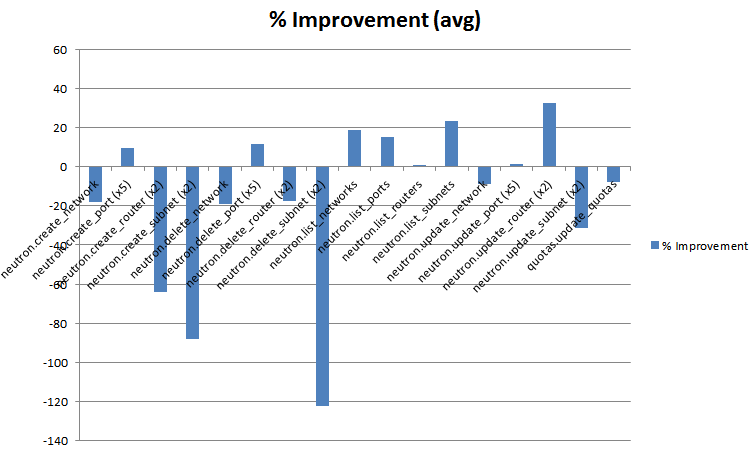 % Improvement (avg)
60
40
20
0
-20
-40
-60
-80
-100
-120
-140
neutron.create_network
neutron.create_port (x5)
neutron.create_router (x2)
neutron.create_subnet (x2)
neutron.delete_network
neutron.delete_port (x5)
neutron.delete_router (x2)
neutron.delete_subnet (x2)
neutron.list_networks
neutron.list_ports
neutron.list_routers
neutron.list_subnets
neutron.update_network
neutron.update_port (x5)
neutron.update_router (x2)
neutron.update_subnet (x2)
quotas.update_quotas
% Improvement